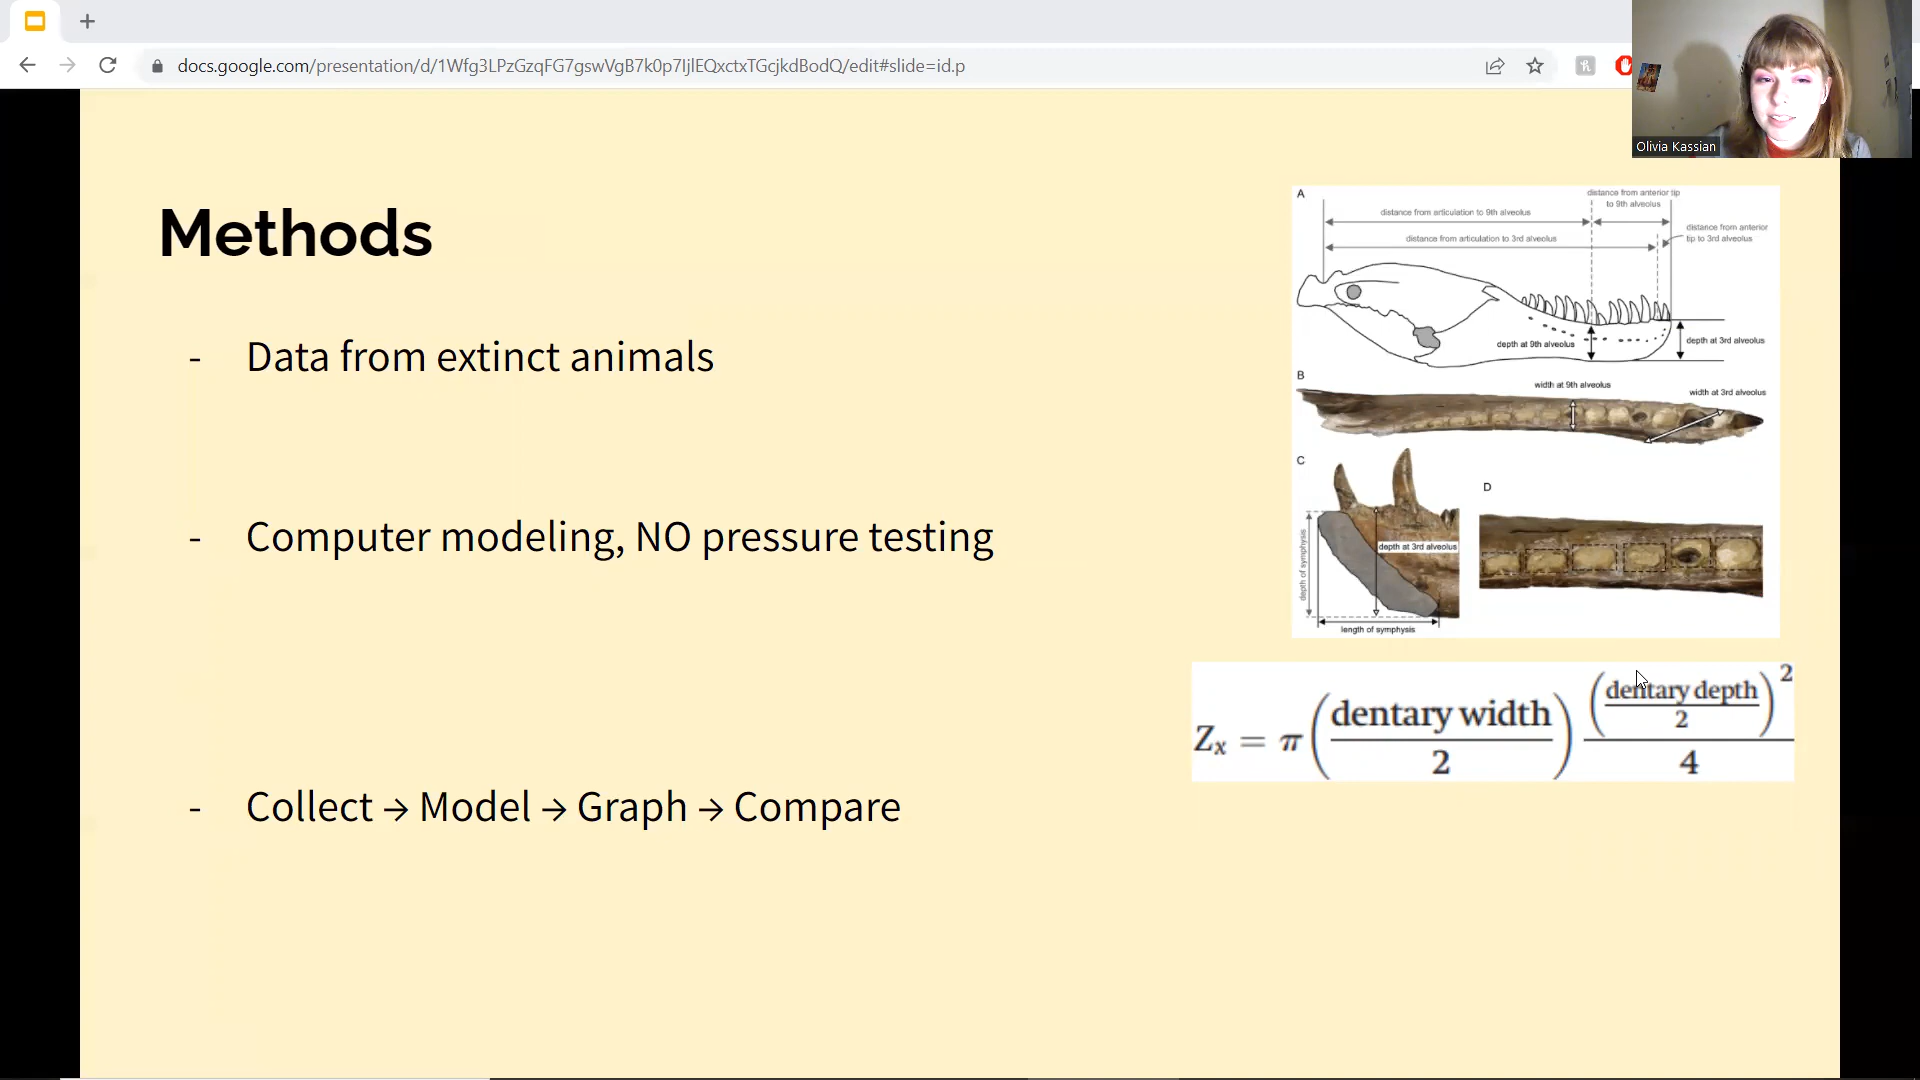 docs.google.com/presentation/d/1Wfg3LPzGzqFG7gswVgB7k0p7IjlEQxctxTGcjkdBodQ/edit#slide=id.p
Olivia Kassian
Methods
- Data from extinct animals
- Computer modeling, NO pressure testing
- Collect → Model → Graph → Compare
A
distance from anterior tip
to 9th alveolus
distance from articulation to 9th alveolus
distance from anterior
tip to 3rd alveolus
distance from articulation to 3rd alveolus
depth at 9th alveolus
depth at 3rd alveolus
B
width at 9th alveolus
width at 3rd alveolus
C
depth of symphysis
depth at 3rd alveolus
length of symphysis
D
Zx = π (dentary width / 2) (dentary depth / 2)² / 4